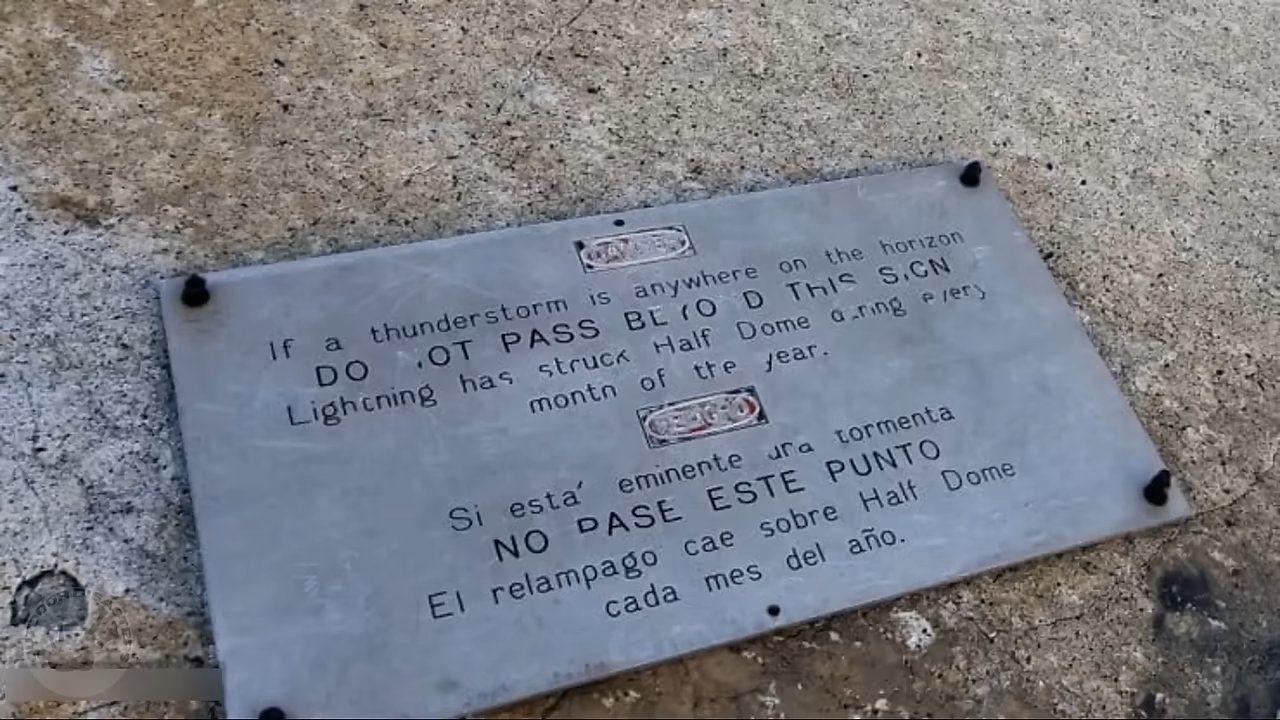 DANGER
If a thunderstorm is anywhere on the horizon
DO NOT PASS BEYOND THIS SIGN
Lightning has struck Half Dome during every
month of the year.
Si está eminente una tormenta
NO PASE ESTE PUNTO
El relampago cae sobre Half Dome
cada mes del año.